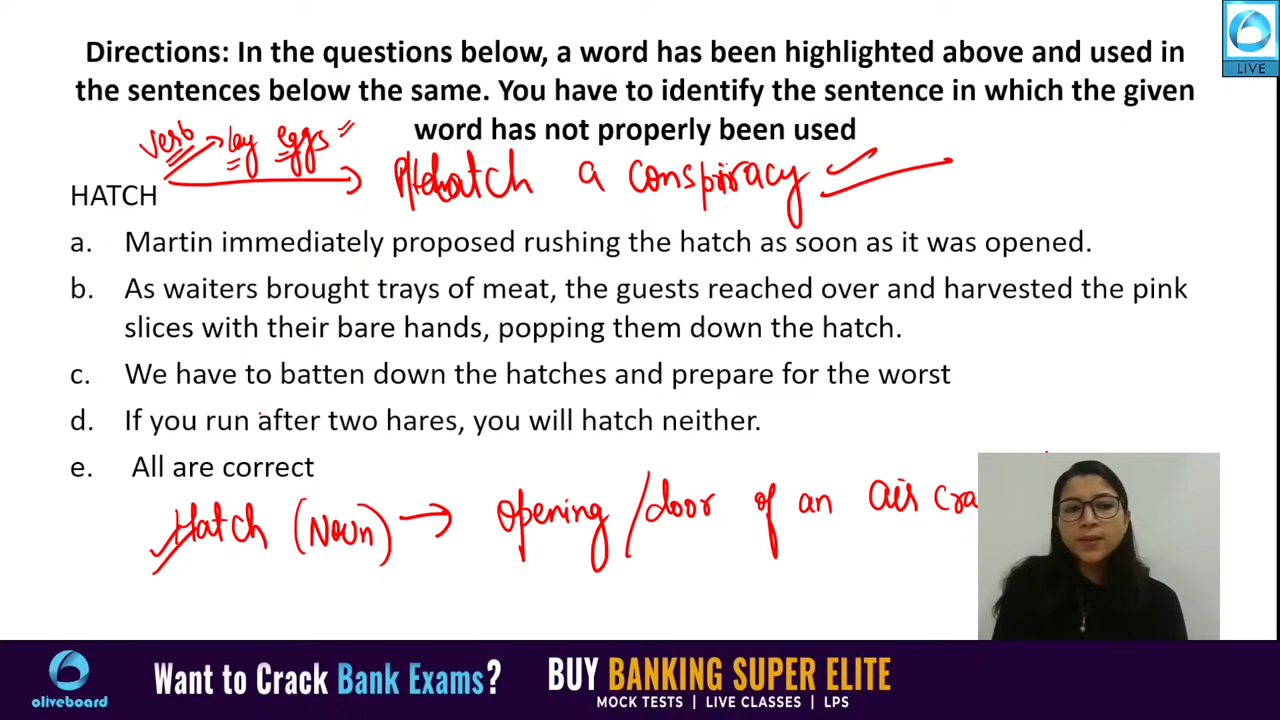 LIVE
Directions: In the questions below, a word has been highlighted above and used in
the sentences below the same. You have to identify the sentence in which the given
word has not properly been used
verb → lay eggs
hatch a conspiracy
HATCH
a. Martin immediately proposed rushing the hatch as soon as it was opened.
b. As waiters brought trays of meat, the guests reached over and harvested the pink
slices with their bare hands, popping them down the hatch.
c. We have to batten down the hatches and prepare for the worst
d. If you run after two hares, you will hatch neither.
e. All are correct
Hatch (Noun) → opening/door of an air cra
oliveboard
Want to Crack Bank Exams?
BUY BANKING SUPER ELITE
MOCK TESTS | LIVE CLASSES | LPS